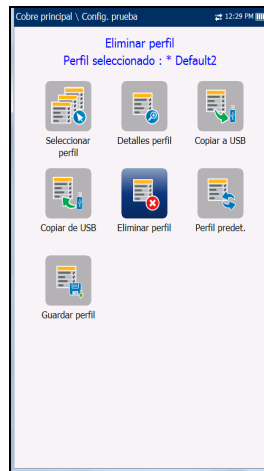 Cobre principal \ Config. prueba 12:29 PM
Eliminar perfil
Perfil seleccionado : * Default2
Seleccionar perfil
Detalles perfil
Copiar a USB
Copiar de USB
Eliminar perfil
Perfil predet.
Guardar perfil